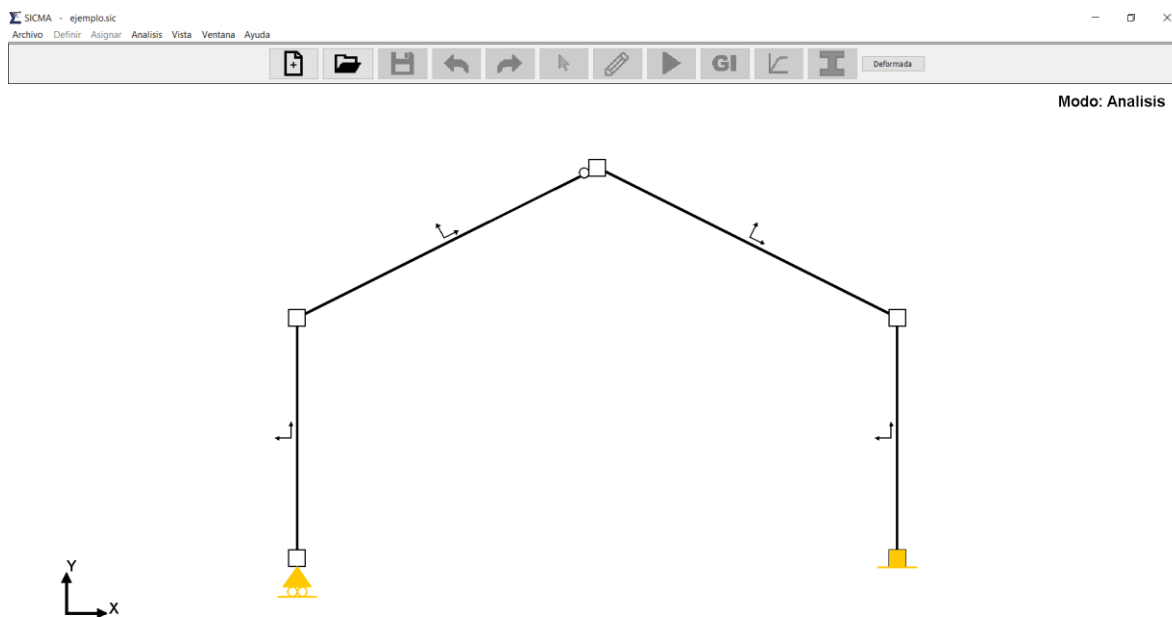 SICMA - ejemplo.sic
Archivo Definir Asignar Analisis Vista Ventana Ayuda
GI Deformada
Modo: Analisis
Y
X